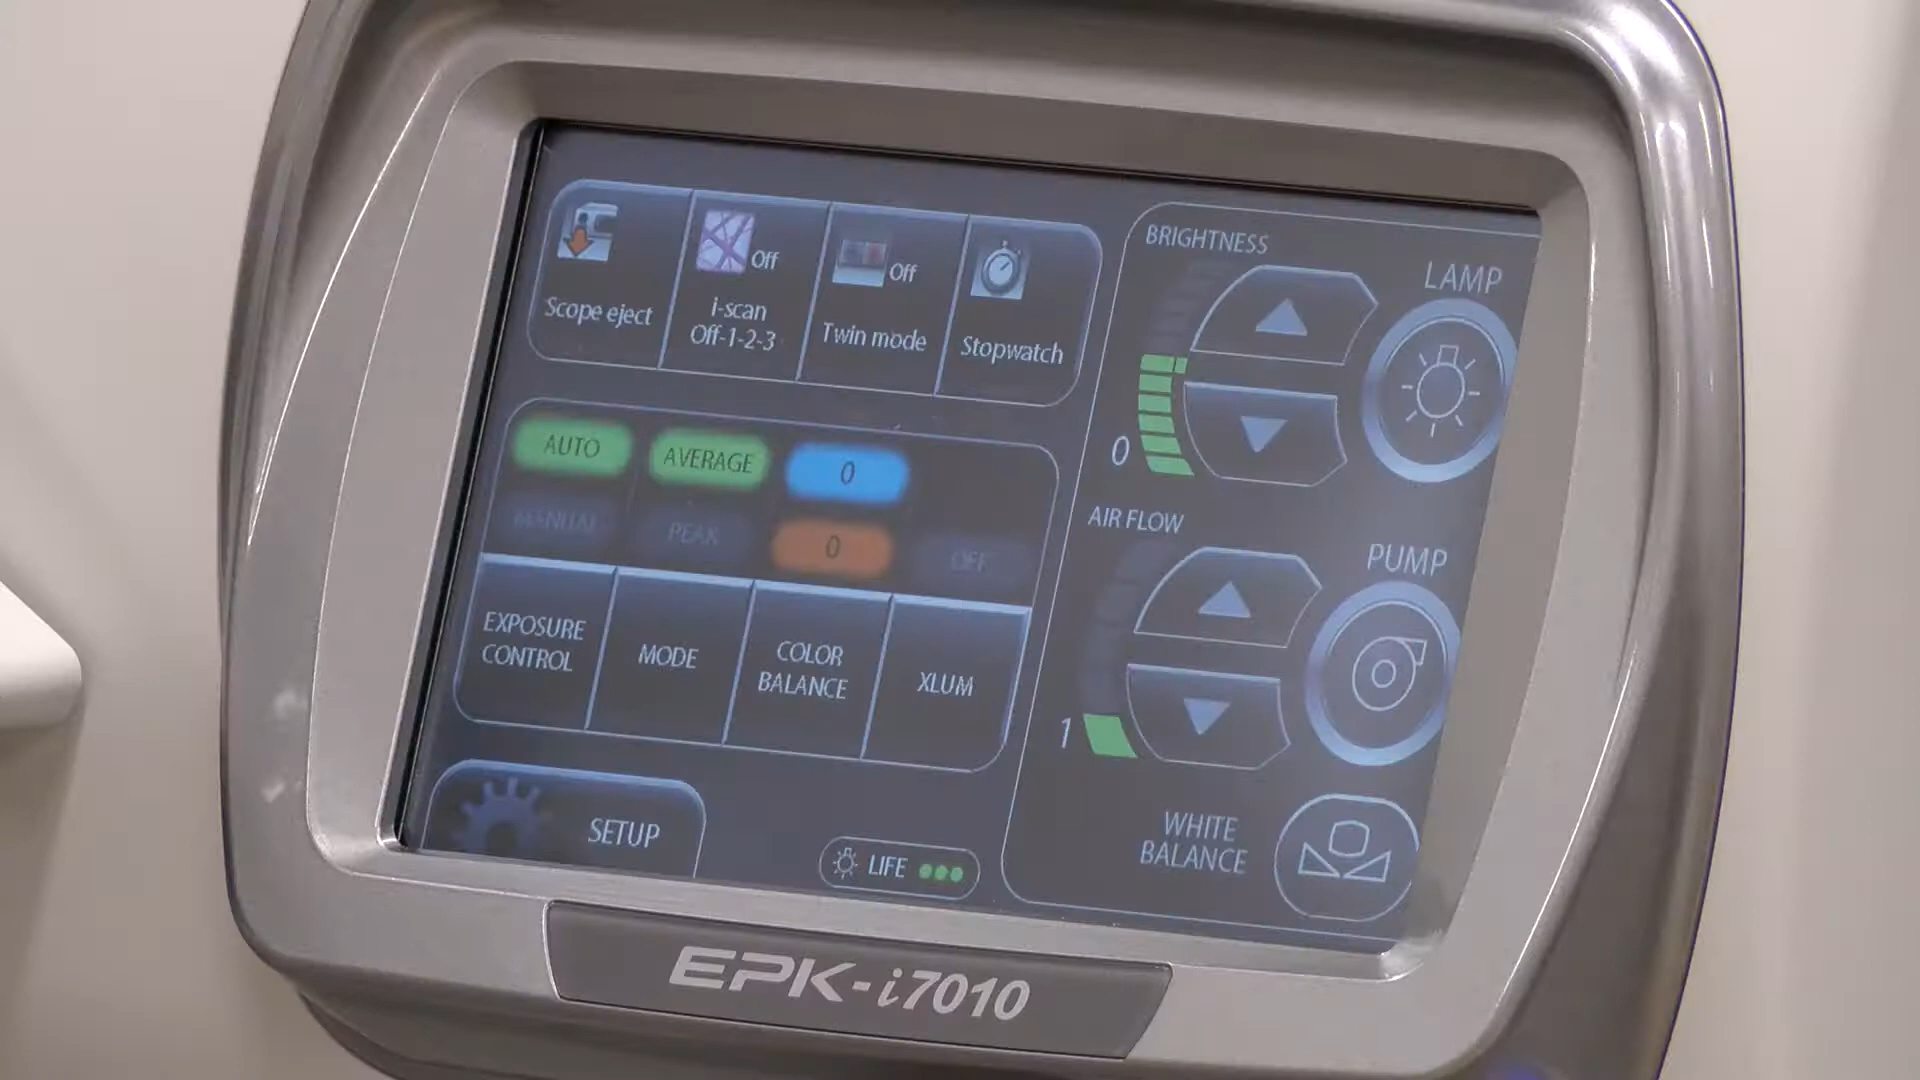 Scope eject
Off
i-scan
Off-1-2-3
Off
Twin mode
Stopwatch
BRIGHTNESS
LAMP
0
AUTO
AVERAGE
0
MANUAL
PEAK
0
OFF
EXPOSURE
CONTROL
MODE
COLOR
BALANCE
XLUM
AIR FLOW
PUMP
1
WHITE
BALANCE
SETUP
LIFE
EPK-i7010